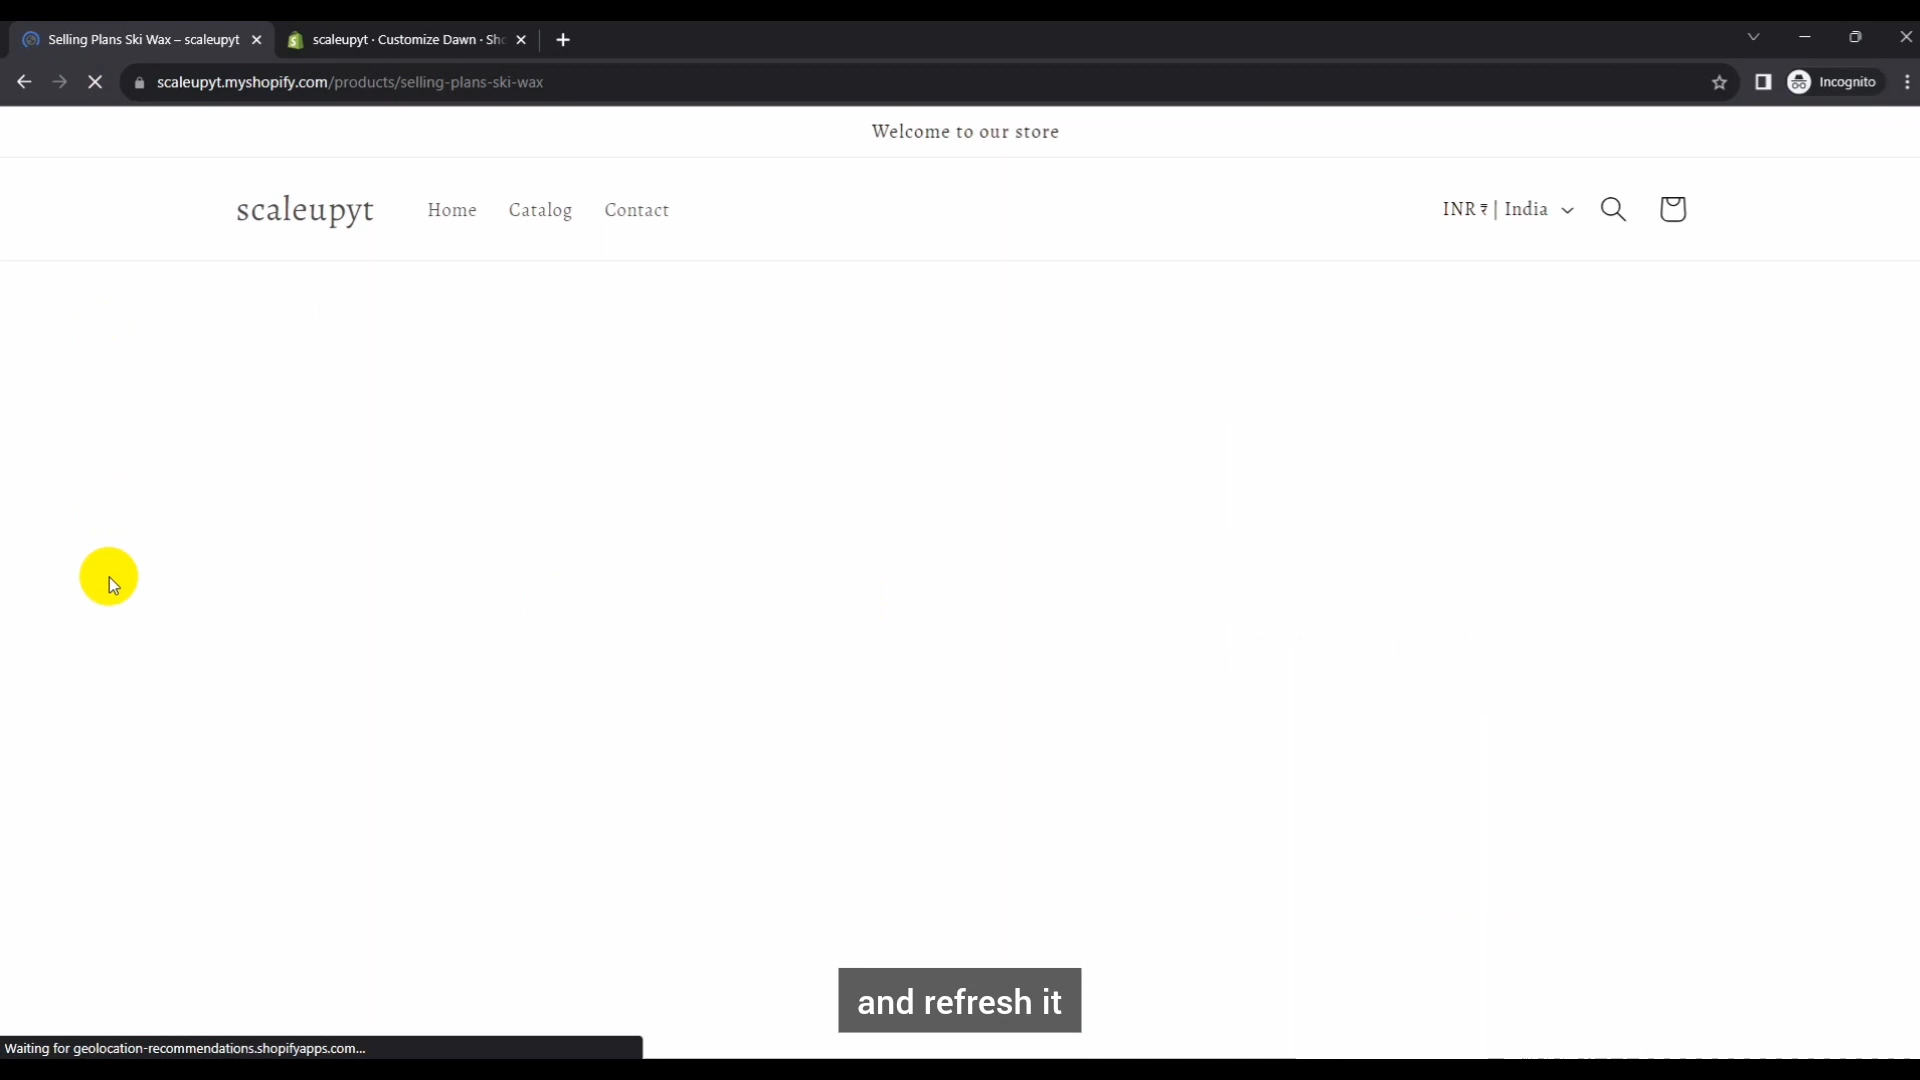 Selling Plans Ski Wax – scaleupyt
scaleupyt · Customize Dawn · Sho
scaleupyt.myshopify.com/products/selling-plans-ski-wax
Incognito
Welcome to our store
scaleupyt
Home
Catalog
Contact
INR ₹ | India
and refresh it
Waiting for geolocation-recommendations.shopifyapps.com...